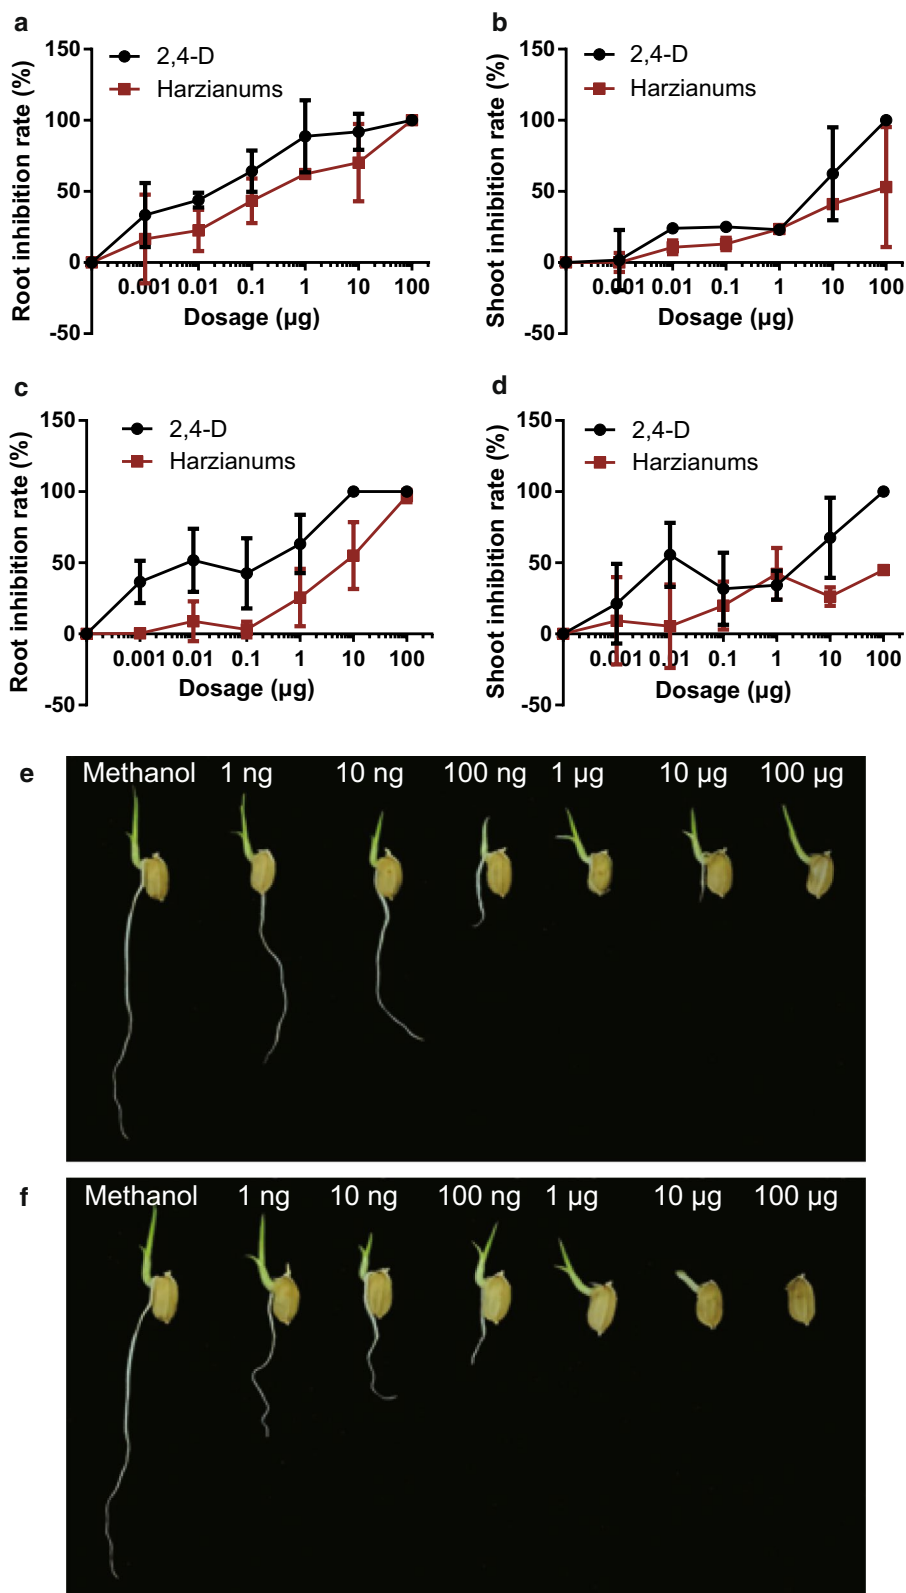 a
150
100
50
0
-50
Root inhibition rate (%)
2,4-D
Harzianums
0.001 0.01 0.1 1 10 100
Dosage (µg)
b
150
100
50
0
-50
Shoot inhibition rate (%)
2,4-D
Harzianums
0.001 0.01 0.1 1 10 100
Dosage (µg)
c
150
100
50
0
-50
Root inhibition rate (%)
2,4-D
Harzianums
0.001 0.01 0.1 1 10 100
Dosage (µg)
d
150
100
50
0
-50
Shoot inhibition rate (%)
2,4-D
Harzianums
0.001 0.01 0.1 1 10 100
Dosage (µg)
e
Methanol 1 ng 10 ng 100 ng 1 µg 10 µg 100 µg
f
Methanol 1 ng 10 ng 100 ng 1 µg 10 µg 100 µg